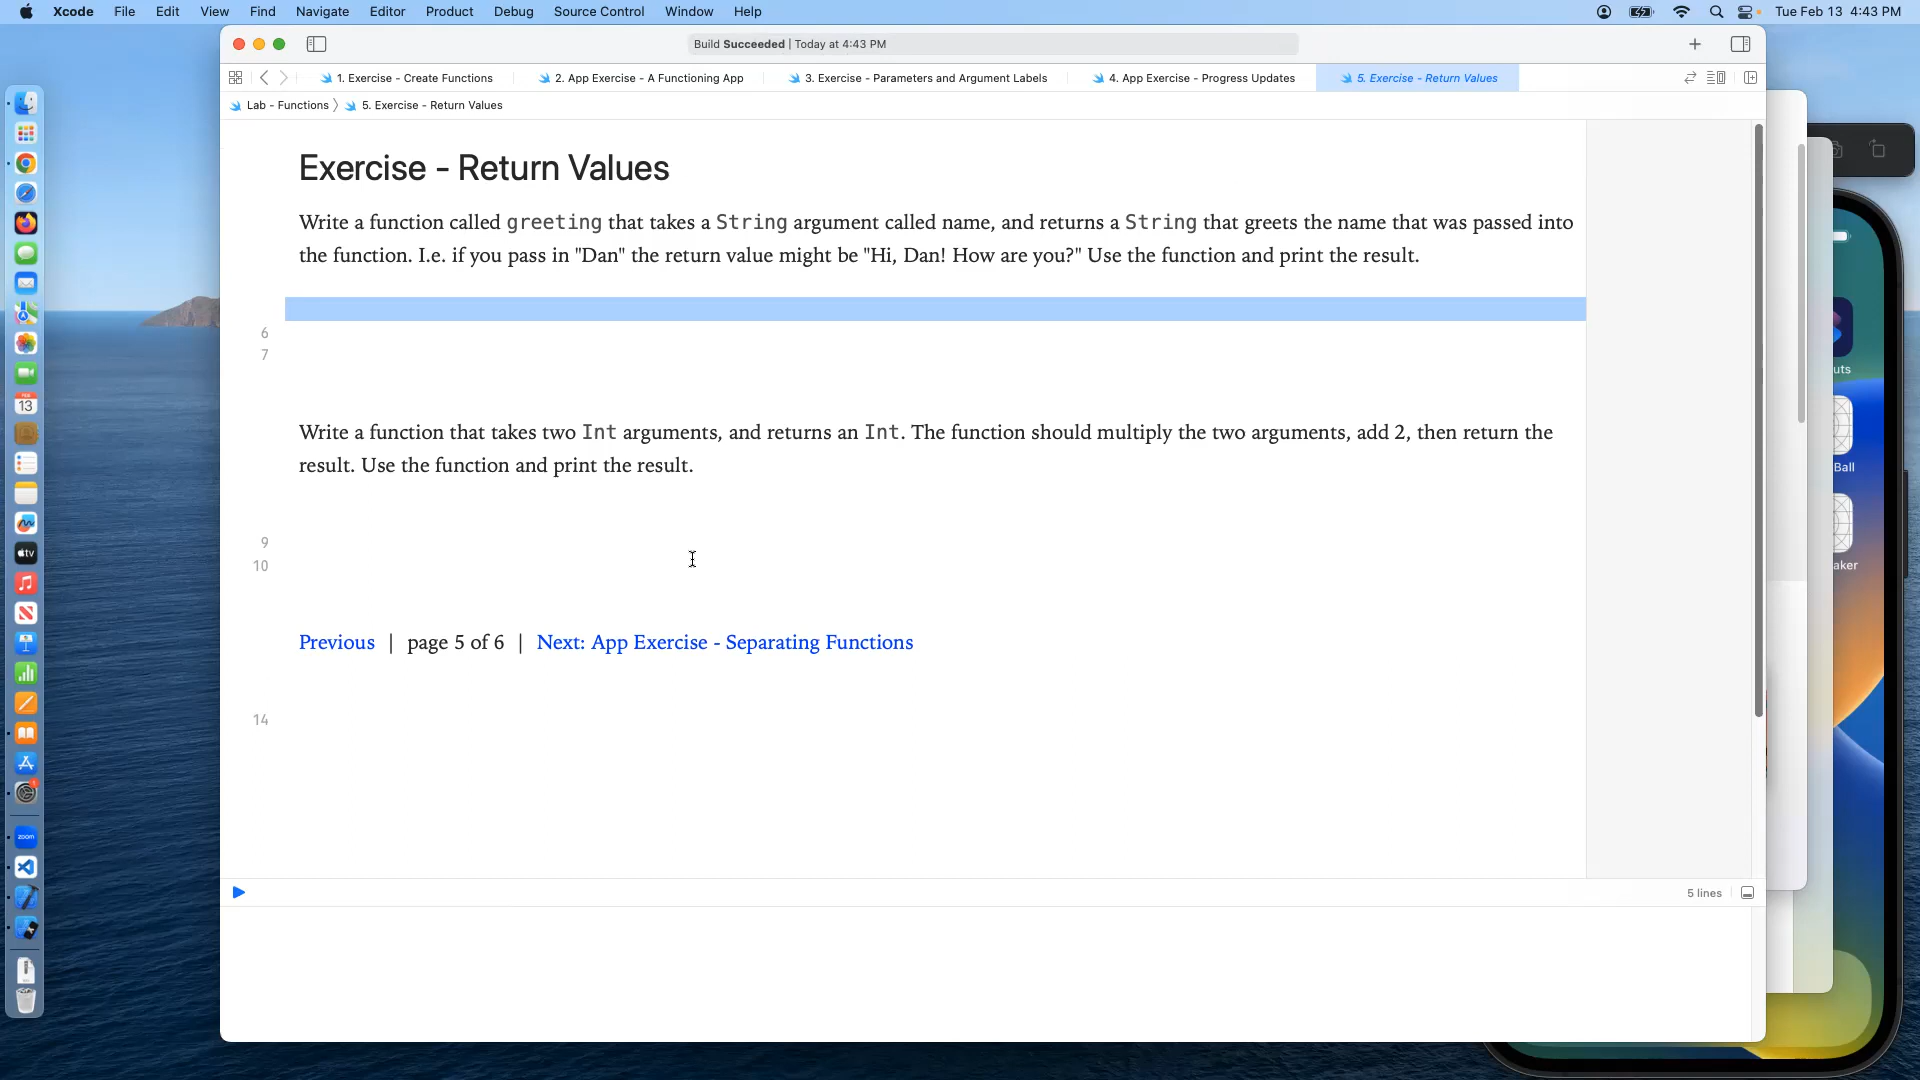 Xcode File Edit View Find Navigate Editor Product Debug Source Control Window Help Tue Feb 13 4:43 PM
Build Succeeded | Today at 4:43 PM
1. Exercise - Create Functions 2. App Exercise - A Functioning App 3. Exercise - Parameters and Argument Labels 4. App Exercise - Progress Updates 5. Exercise - Return Values
Lab - Functions 〉 5. Exercise - Return Values
Exercise - Return Values
Write a function called greeting that takes a String argument called name, and returns a String that greets the name that was passed into
the function. I.e. if you pass in "Dan" the return value might be "Hi, Dan! How are you?" Use the function and print the result.
6
7
uts
Write a function that takes two Int arguments, and returns an Int. The function should multiply the two arguments, add 2, then return the
result. Use the function and print the result.
Ball
9
10
aker
Previous | page 5 of 6 | Next: App Exercise - Separating Functions
14
5 lines
13
zoom
tv